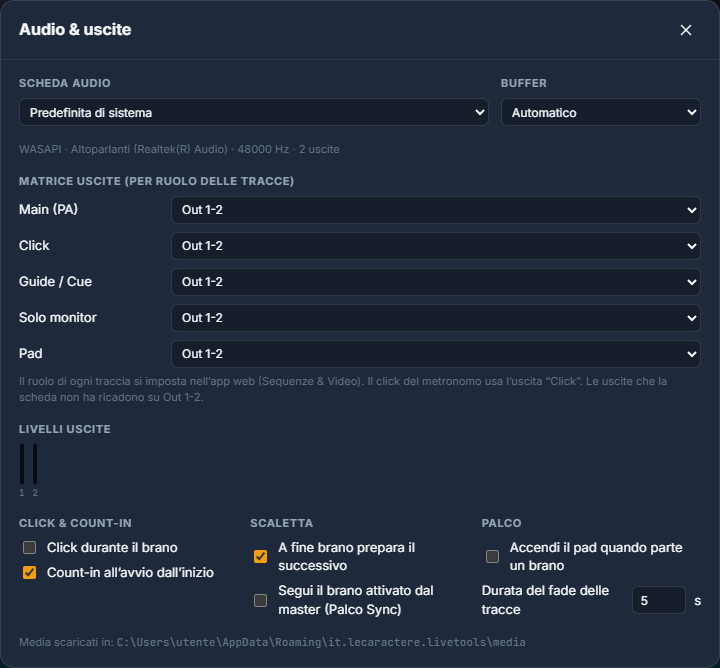 Audio & uscite
SCHEDA AUDIO
BUFFER
Predefinita di sistema
Automatico
WASAPI · Altoparlanti (Realtek(R) Audio) · 48000 Hz · 2 uscite
MATRICE USCITE (PER RUOLO DELLE TRACCE)
Main (PA)
Out 1-2
Click
Out 1-2
Guide / Cue
Out 1-2
Solo monitor
Out 1-2
Pad
Out 1-2
Il ruolo di ogni traccia si imposta nell’app web (Sequenze & Video). Il click del metronomo usa l’uscita “Click”. Le uscite che la
scheda non ha ricadono su Out 1-2.
LIVELLI USCITE
1 2
CLICK & COUNT-IN
Click durante il brano
Count-in all’avvio dall’inizio
SCALETTA
A fine brano prepara il
successivo
Segui il brano attivato dal
master (Palco Sync)
PALCO
Accendi il pad quando parte
un brano
Durata del fade delle
tracce
5 s
Media scaricati in: C:\Users\utente\AppData\Roaming\it.lecaractere.livetools\media